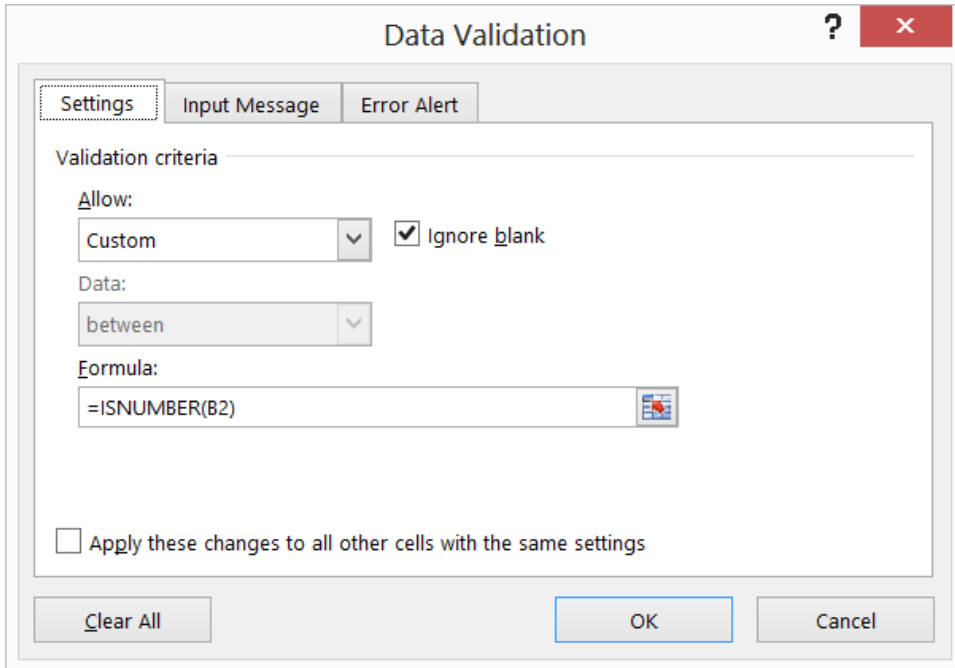 Data Validation ?
Settings Input Message Error Alert
Validation criteria
Allow:
Custom Ignore blank
Data:
between
Formula:
=ISNUMBER(B2)
Apply these changes to all other cells with the same settings
Clear All OK Cancel